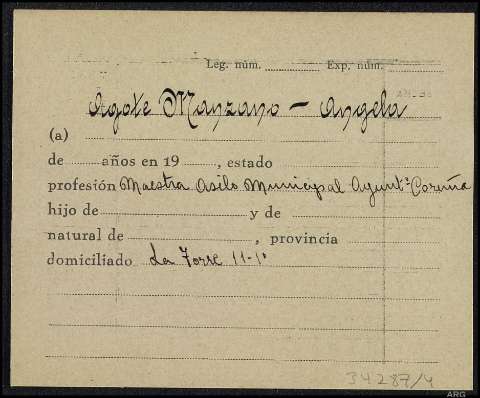 Leg. núm. Exp. núm.
Agote Manzano - Angela
(a)
de años en 19 , estado
profesión Maestra Asilo Municipal Ayuntº Coruña
hijo de y de
natural de , provincia
domiciliado La Torre 11-1º
34287/4
ARG